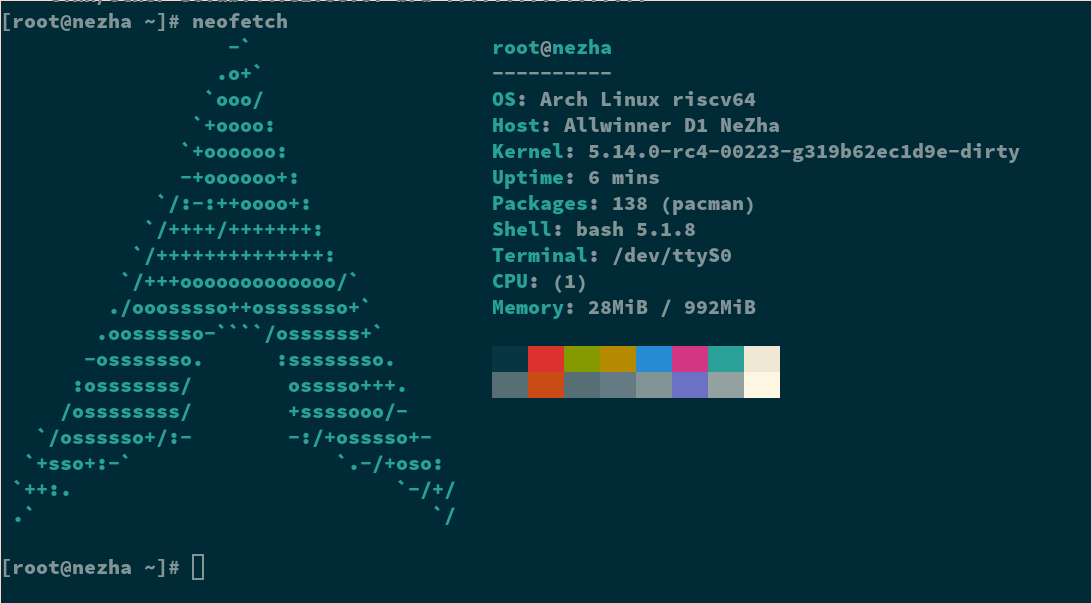 [root@nezha ~]# neofetch
                   -`                    root@nezha
                  .o+`                   ----------
                 `ooo/                   OS: Arch Linux riscv64
                `+oooo:                  Host: Allwinner D1 NeZha
               `+oooooo:                 Kernel: 5.14.0-rc4-00223-g319b62ec1d9e-dirty
               -+oooooo+:                Uptime: 6 mins
             `/:-:++oooo+:               Packages: 138 (pacman)
            `/++++/+++++++:              Shell: bash 5.1.8
           `/++++++++++++++:             Terminal: /dev/ttyS0
          `/+++ooooooooooooo/`           CPU: (1)
         ./ooosssso++osssssso+`          Memory: 28MiB / 992MiB
        .oossssso-````/ossssss+`
       -osssssso.      :ssssssso.
      :osssssss/        osssso+++.
     /ossssssss/        +ssssooo/-
   `/ossssso+/:-        -:/+osssso+-
  `+sso+:-`                 `.-/+oso:
 `++:.                           `-/+/
 .`                                 `/
[root@nezha ~]#